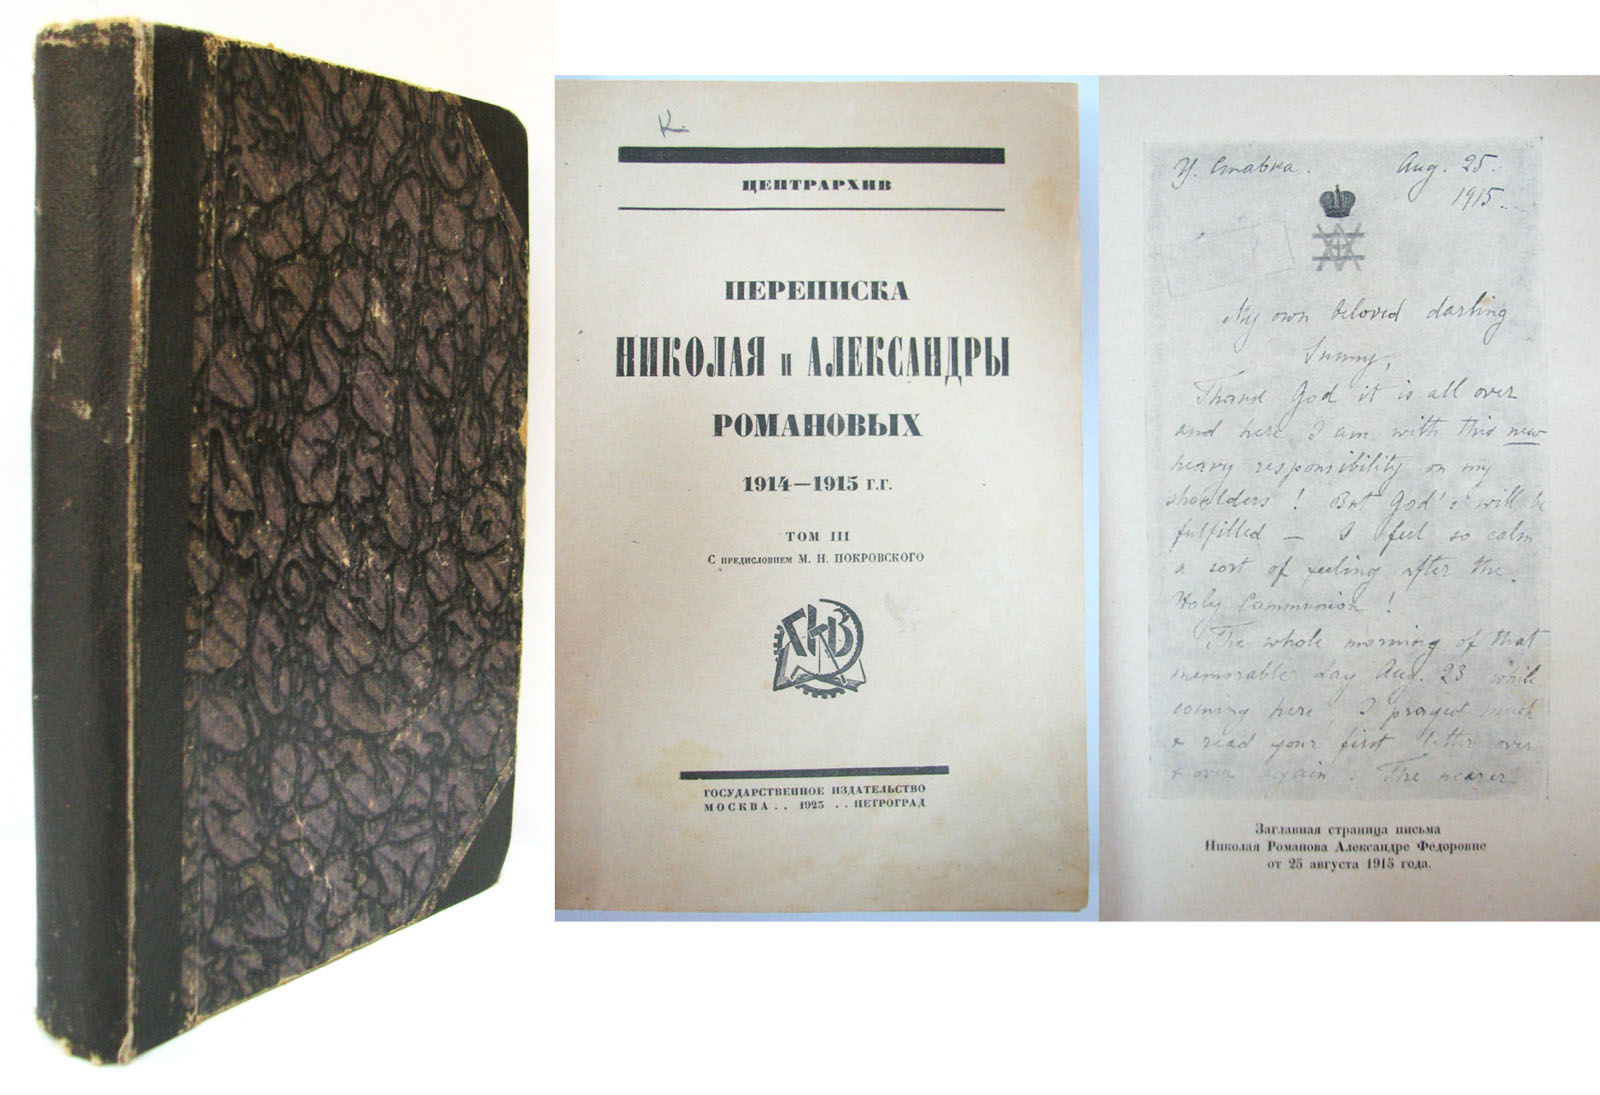 К.
ЦЕНТРАРХИВ
ПЕРЕПИСКА
НИКОЛАЯ и АЛЕКСАНДРЫ
РОМАНОВЫХ
1914—1915 г.г.
ТОМ III
С предисловием М. Н. ПОКРОВСКОГО
ГИЗ
ГОСУДАРСТВЕННОЕ ИЗДАТЕЛЬСТВО
МОСКВА . . 1923 . . ПЕТРОГРАД
Ц. Ставка. Aug. 25.
1915.
My own beloved darling
Sunny,
Thank God it is all over
and here I am with this new
heavy responsibility on my
shoulders! But God's will be
fulfilled — I feel so calm
a sort of feeling after the
Holy Communion!
The whole morning of that
memorable day Aug. 23, while
coming here, I prayed much
& read your first letter over
& over again. The nearer
Заглавная страница письма
Николая Романова Александре Федоровне
от 25 августа 1915 года.